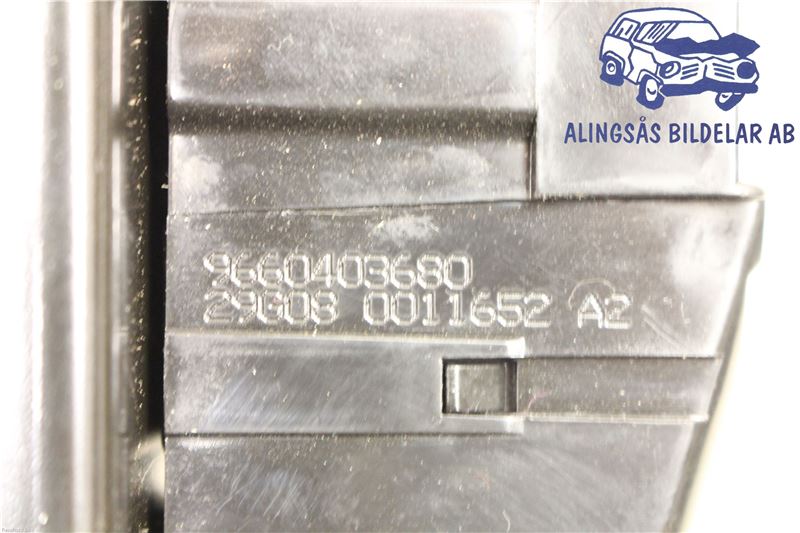 ALINGSÅS BILDELAR AB
9660403680
29G08 0011652 A2